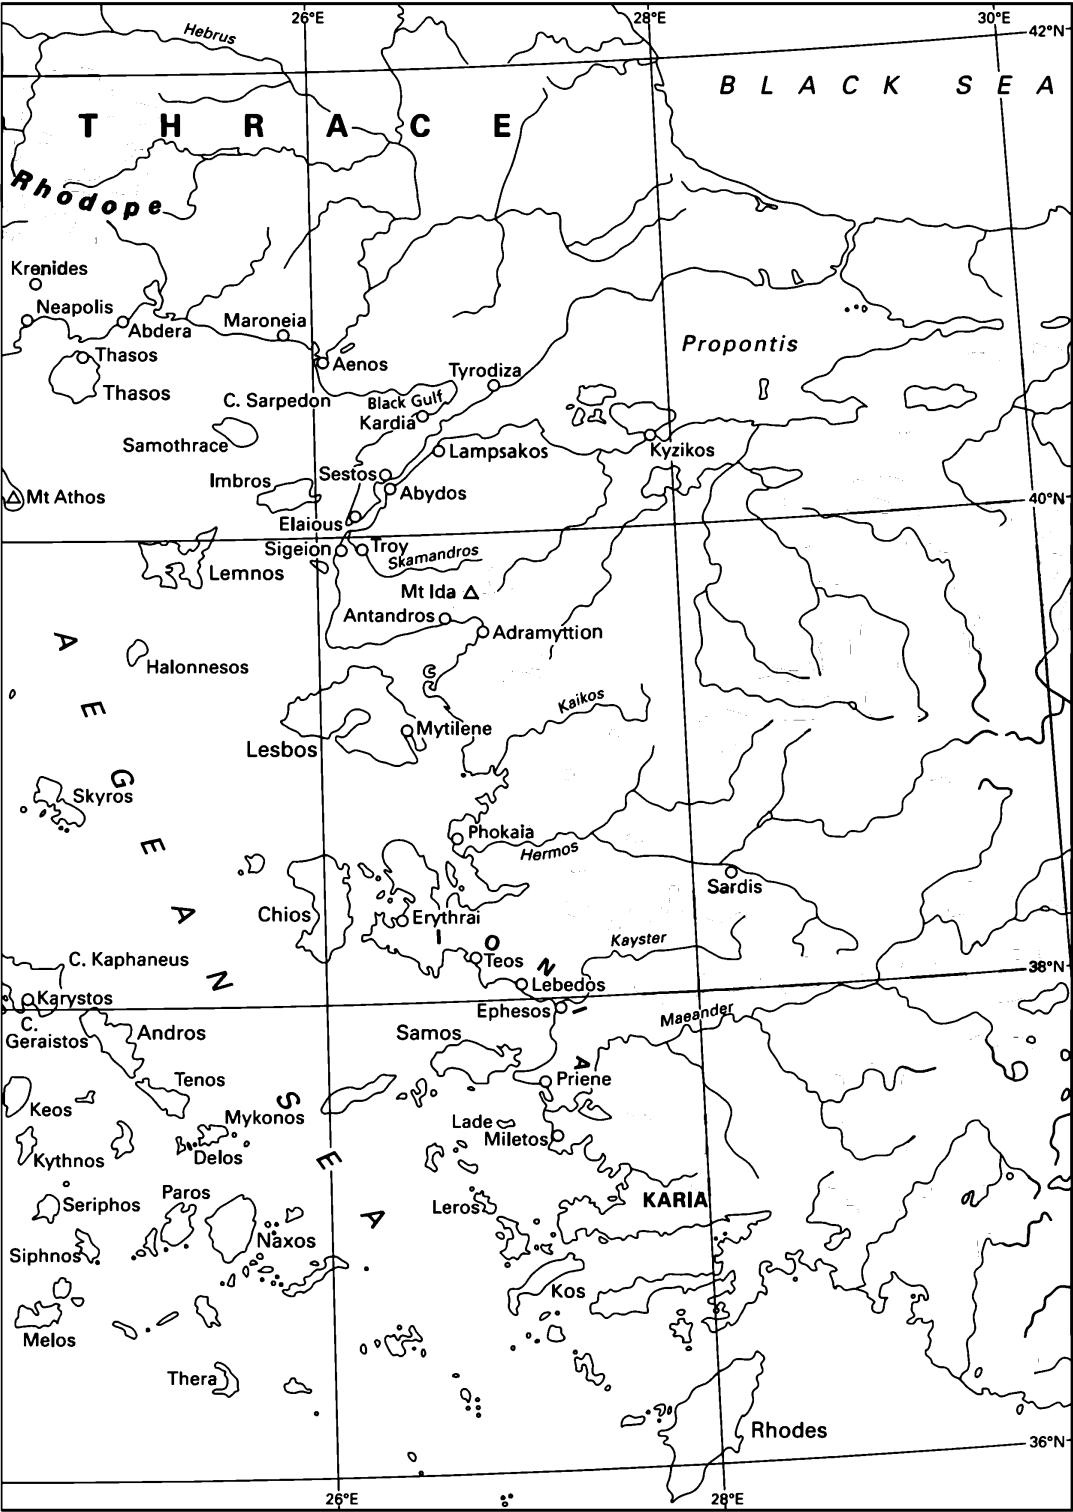 26°E
28°E
30°E
42°N
Hebrus
BLACK SEA
THRACE
Rhodope
Krenides
Neapolis
Abdera
Maroneia
Thasos
Aenos
Propontis
Thasos
Tyrodiza
C. Sarpedon
Black Gulf
Kardia
Samothrace
Lampsakos
Kyzikos
Imbros
Sestos
Abydos
Mt Athos
40°N
Elaious
Sigeion
Troy
Skamandros
Lemnos
Mt Ida
Antandros
Adramyttion
Halonnesos
AEGEAN SEA
Kaikos
Mytilene
Lesbos
Skyros
Phokaia
Hermos
Sardis
Chios
Erythrai
IONIA
Teos
Kayster
C. Kaphaneus
Lebedos
38°N
Karystos
Ephesos
C.
Geraistos
Andros
Samos
Maeander
Tenos
Priene
Keos
Mykonos
Lade
Miletos
Kythnos
Delos
Paros
KARIA
Seriphos
Leros
Naxos
Siphnos
Kos
Melos
Thera
Rhodes
36°N
26°E
28°E